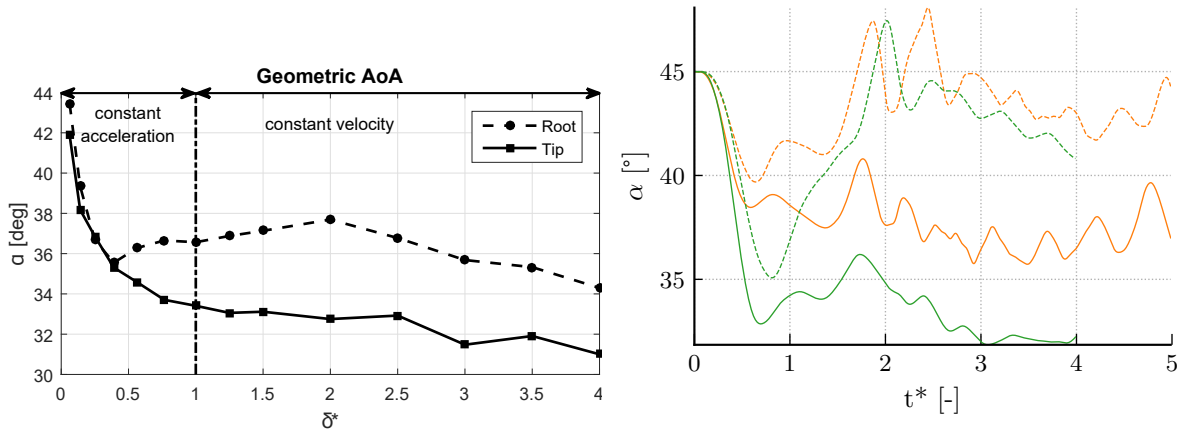 Geometric AoA
constant
acceleration
constant velocity
Root
Tip
44
42
40
38
36
34
32
30
α [deg]
0
0.5
1
1.5
2
2.5
3
3.5
4
δ*
45
40
35
α [°]
0
1
2
3
4
5
t* [-]